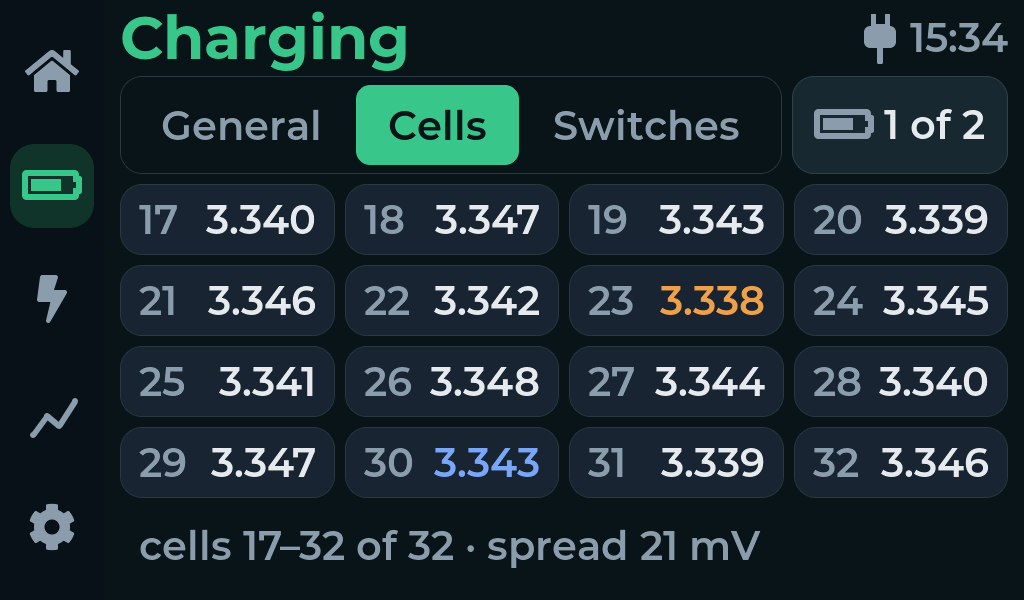 Charging
15:34
General Cells Switches 1 of 2
17 3.340 18 3.347 19 3.343 20 3.339
21 3.346 22 3.342 23 3.338 24 3.345
25 3.341 26 3.348 27 3.344 28 3.340
29 3.347 30 3.343 31 3.339 32 3.346
cells 17–32 of 32 · spread 21 mV